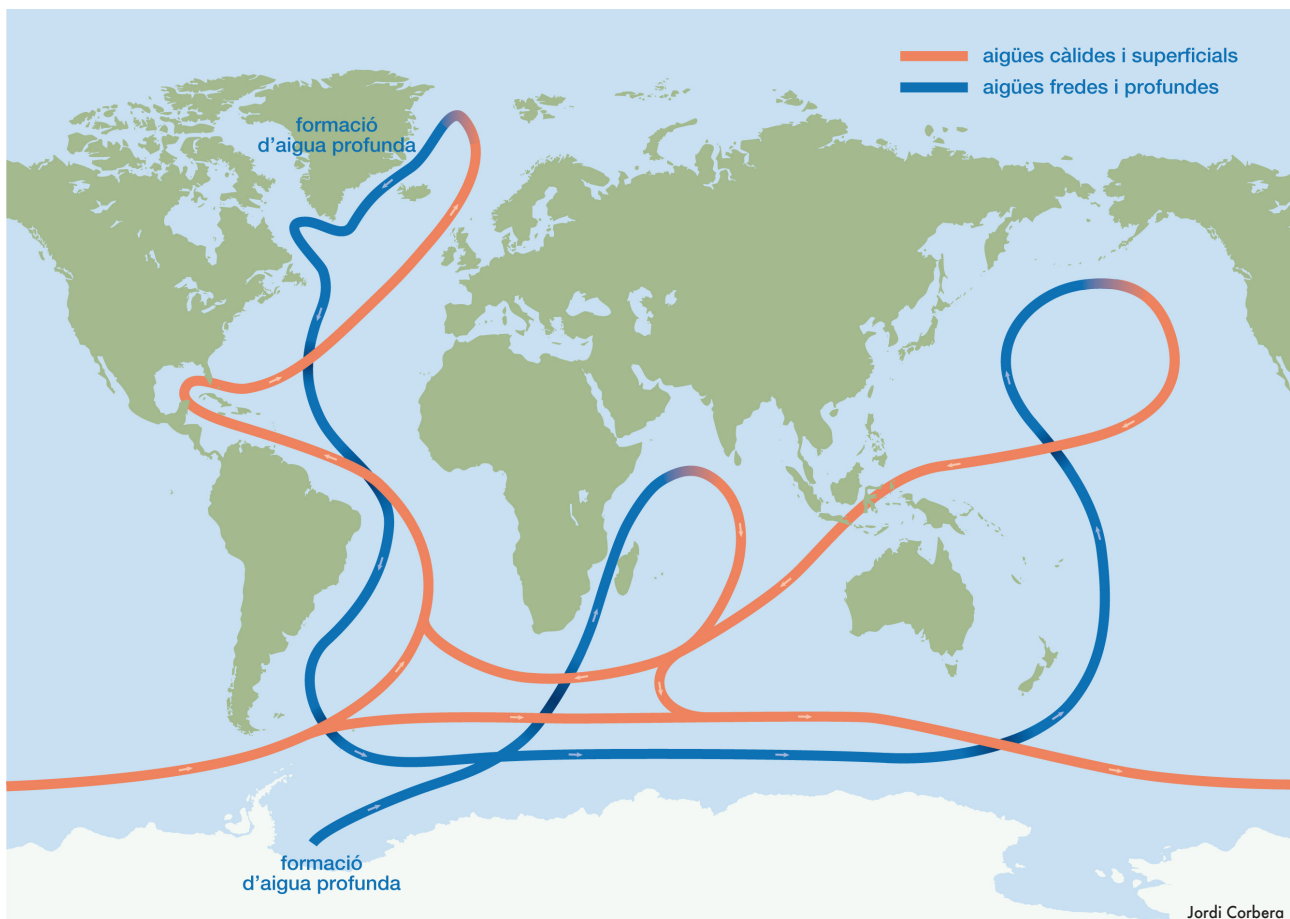 aigües càlides i superficials
aigües fredes i profundes
formació
d'aigua profunda
formació
d'aigua profunda
Jordi Corbera